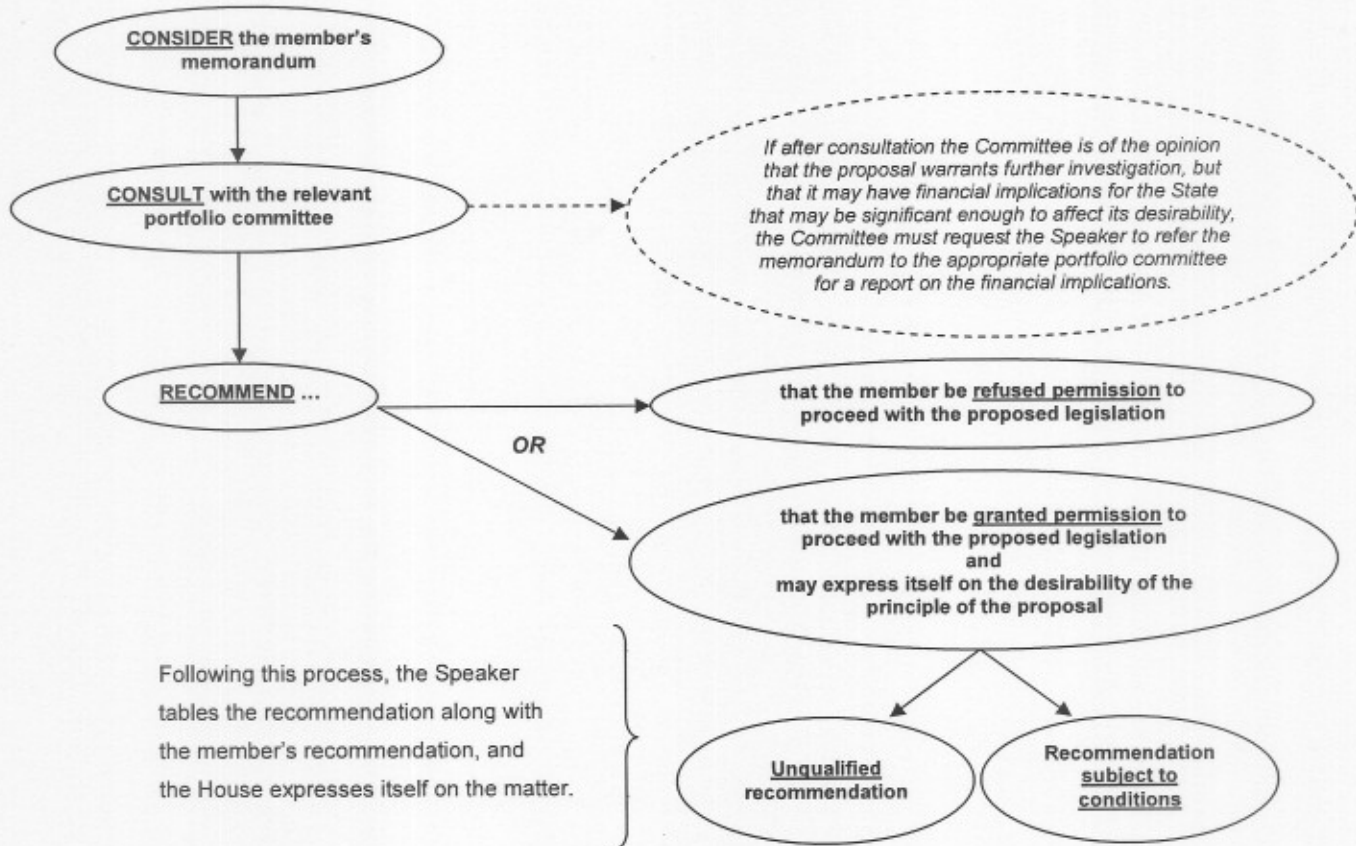 CONSIDER the member's
memorandum
CONSULT with the relevant
portfolio committee
If after consultation the Committee is of the opinion
that the proposal warrants further investigation, but
that it may have financial implications for the State
that may be significant enough to affect its desirability,
the Committee must request the Speaker to refer the
memorandum to the appropriate portfolio committee
for a report on the financial implications.
RECOMMEND ...
that the member be refused permission to
proceed with the proposed legislation
OR
that the member be granted permission to
proceed with the proposed legislation
and
may express itself on the desirability of the
principle of the proposal
Following this process, the Speaker
tables the recommendation along with
the member's recommendation, and
the House expresses itself on the matter.
Unqualified
recommendation
Recommendation
subject to
conditions